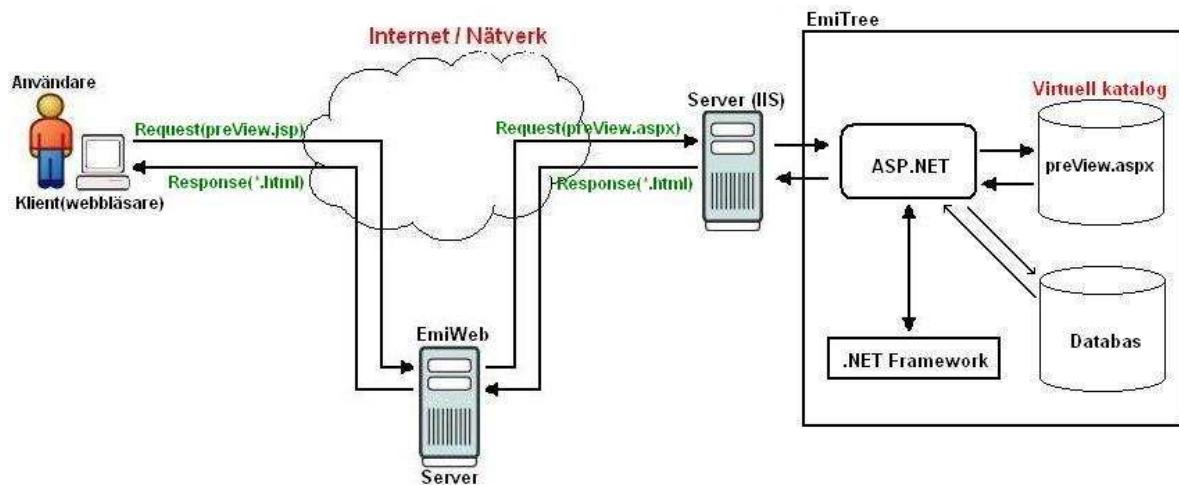 EmiTree
Internet / Nätverk
Användare
Server (IIS)
Virtuell katalog
Request(preView.jsp)
Request(preView.aspx)
ASP.NET
preView.aspx
Response(*.html)
Response(*.html)
Klient(webbläsare)
EmiWeb
.NET Framework
Databas
Server